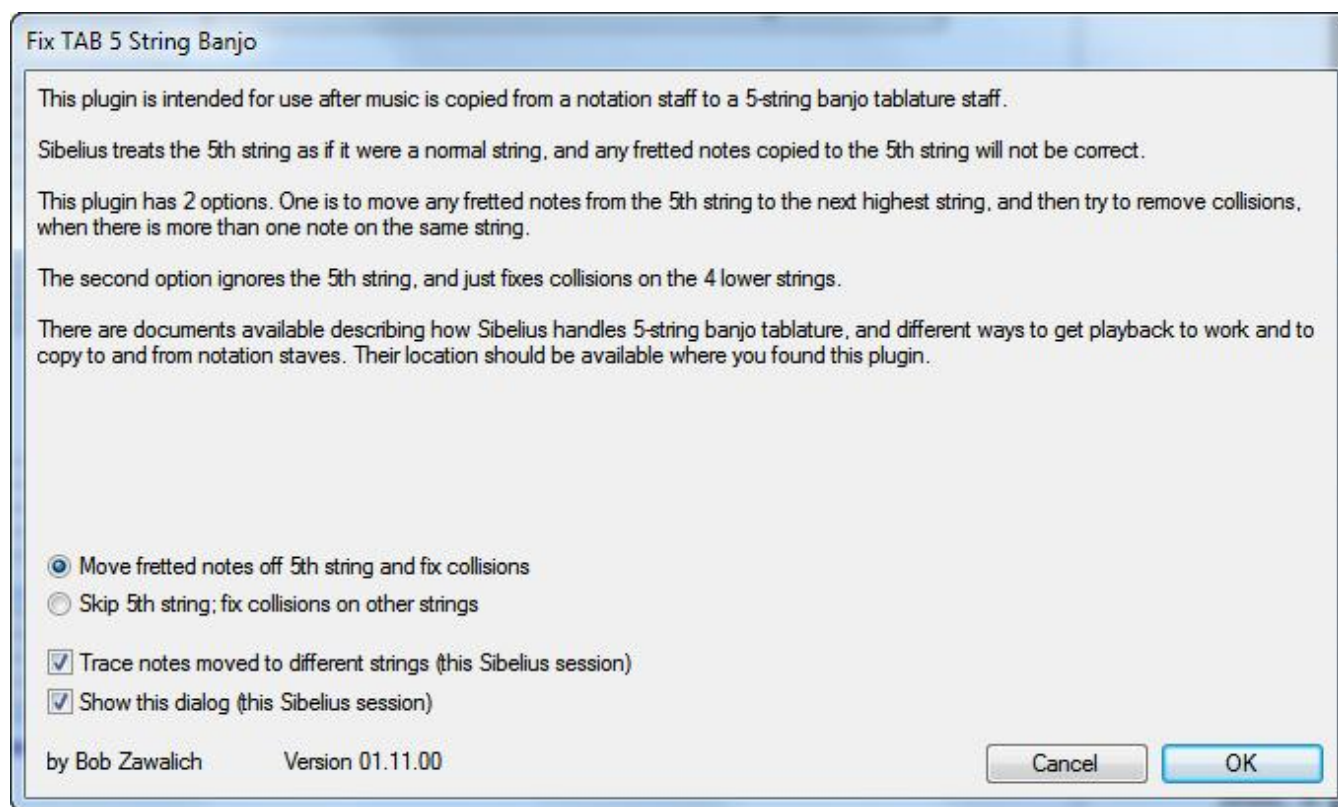 Fix TAB 5 String Banjo
This plugin is intended for use after music is copied from a notation staff to a 5-string banjo tablature staff.
Sibelius treats the 5th string as if it were a normal string, and any fretted notes copied to the 5th string will not be correct.
This plugin has 2 options. One is to move any fretted notes from the 5th string to the next highest string, and then try to remove collisions,
when there is more than one note on the same string.
The second option ignores the 5th string, and just fixes collisions on the 4 lower strings.
There are documents available describing how Sibelius handles 5-string banjo tablature, and different ways to get playback to work and to
copy to and from notation staves. Their location should be available where you found this plugin.
Move fretted notes off 5th string and fix collisions
Skip 5th string; fix collisions on other strings
Trace notes moved to different strings (this Sibelius session)
Show this dialog (this Sibelius session)
by Bob Zawalich Version 01.11.00 Cancel OK